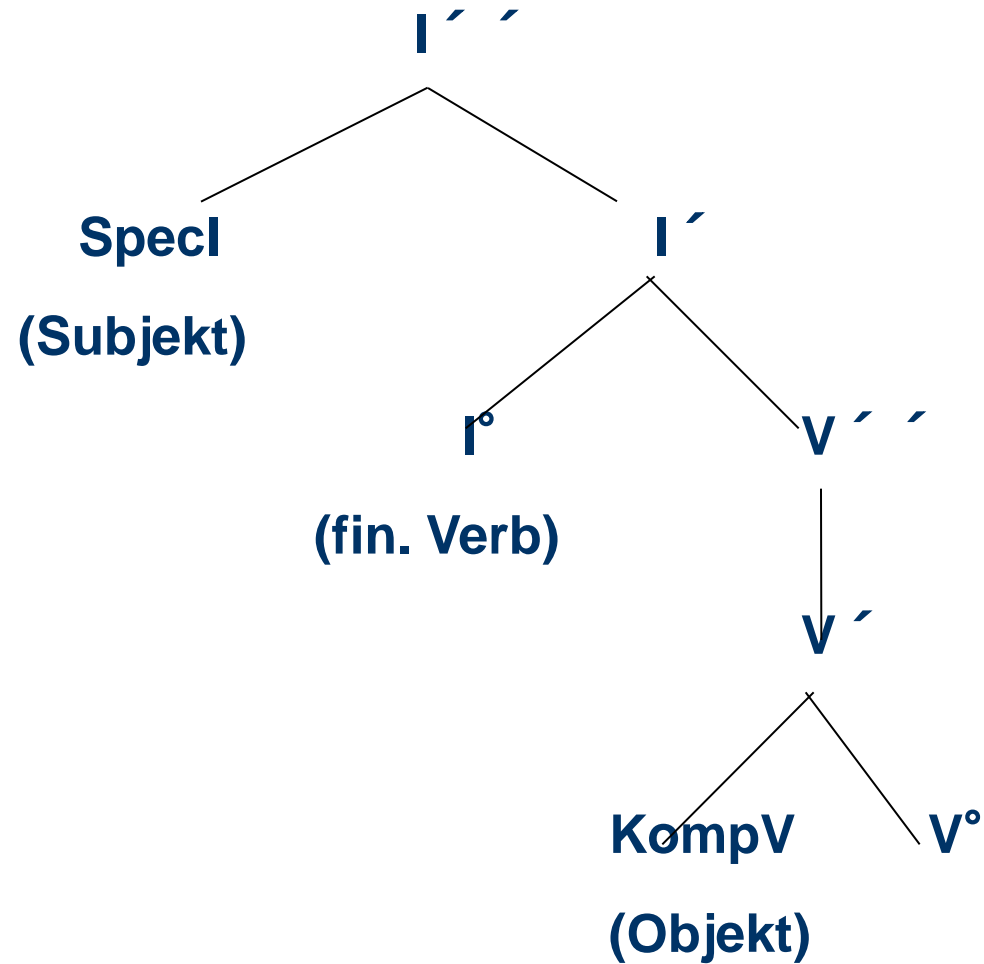 I ´ ´
SpecI I ´
(Subjekt)
I° V ´ ´
(fin. Verb)
V ´
KompV V°
(Objekt)